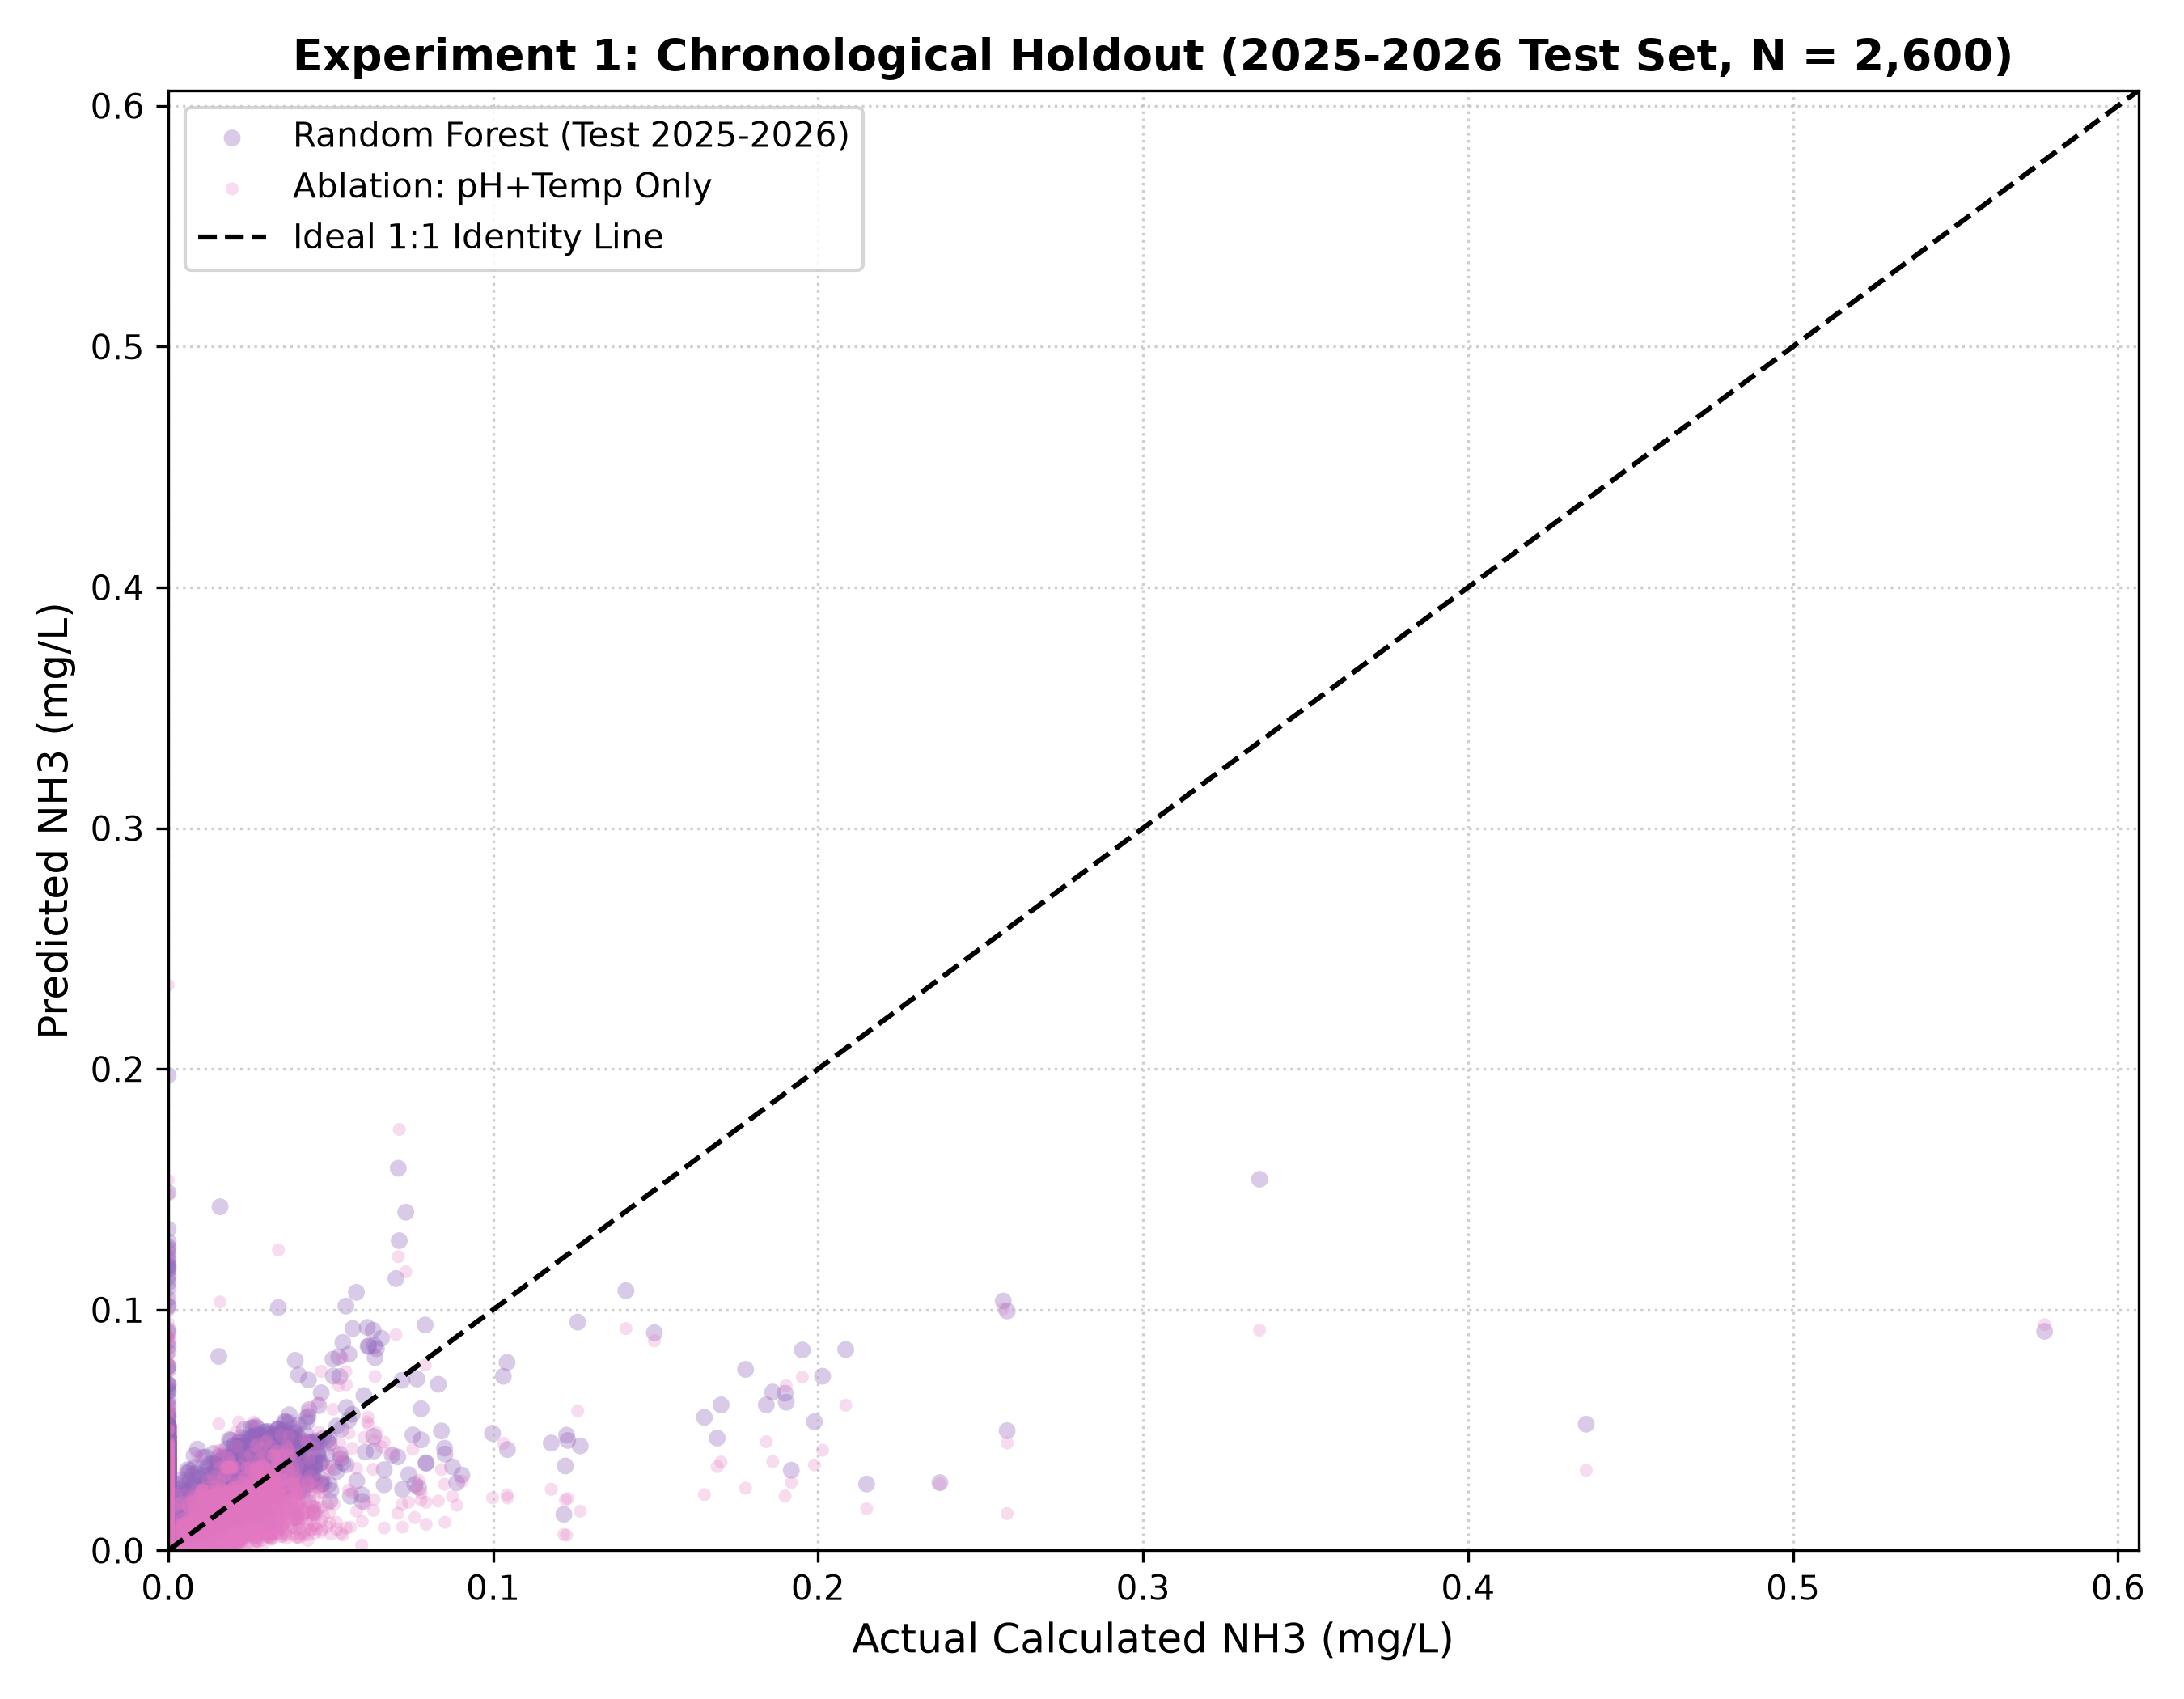 Experiment 1: Chronological Holdout (2025-2026 Test Set, N = 2,600)
Random Forest (Test 2025-2026)
Ablation: pH+Temp Only
Ideal 1:1 Identity Line
0.6
0.5
0.4
0.3
0.2
0.1
0.0
Predicted NH3 (mg/L)
0.0 0.1 0.2 0.3 0.4 0.5 0.6
Actual Calculated NH3 (mg/L)